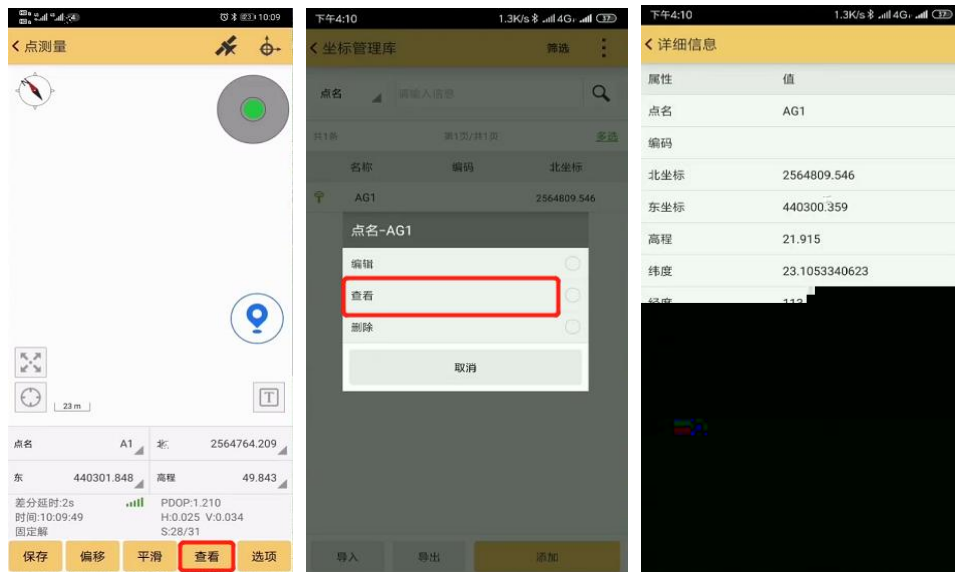 10:09
点测量
23 m
点名 A1 北 2564764.209
东 440301.848 高程 49.843
差分延时:2s PDOP:1.210
时间:10:09:49 H:0.025 V:0.034
固定解 S:28/31
保存 偏移 平滑 查看 选项
下午4:10 1.3K/s 4G
坐标管理库 筛选
点名 请输入信息
共1条 第1页/共1页 多选
名称 编码 北坐标
AG1 2564809.546
点名-AG1
编辑
查看
删除
取消
导入 导出 添加
下午4:10 1.3K/s 4G
详细信息
属性 值
点名 AG1
编码
北坐标 2564809.546
东坐标 440300.359
高程 21.915
纬度 23.1053340623